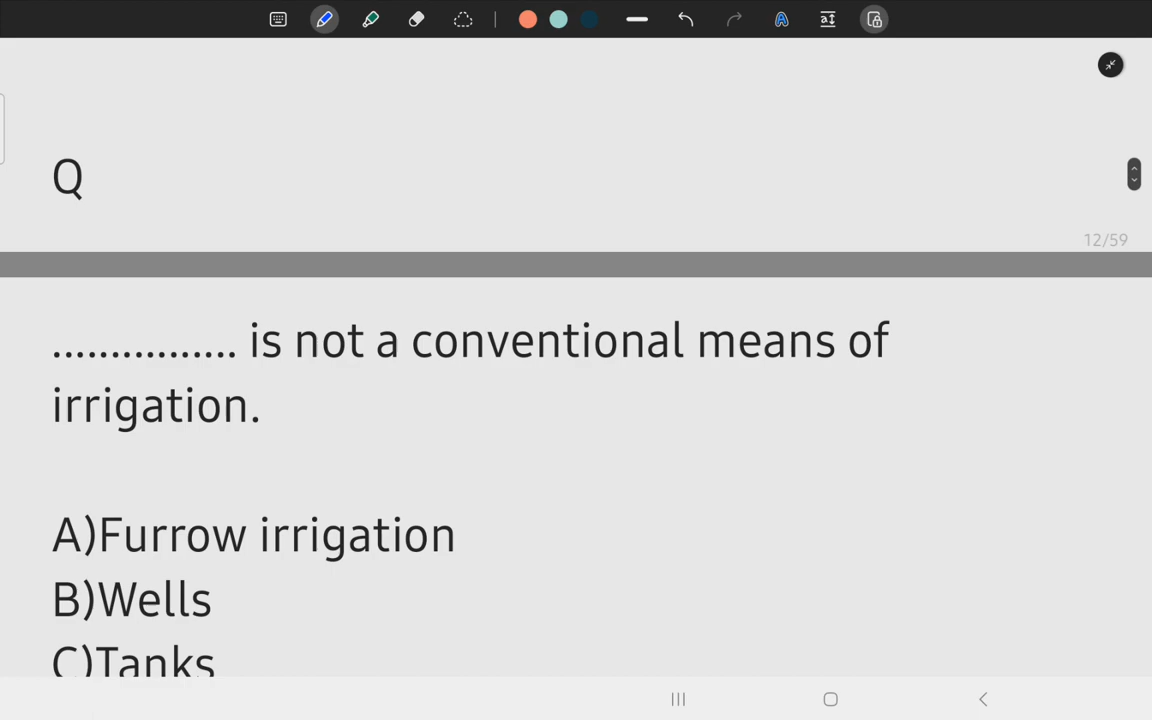 Q
12/59
................ is not a conventional means of
irrigation.
A)Furrow irrigation
B)Wells
C)Tanks